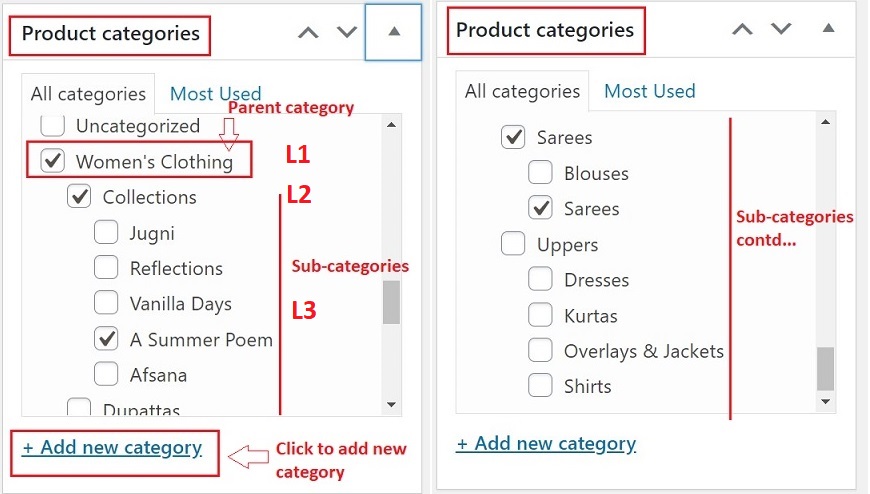 Product categories
All categories
Most Used
Parent category
Uncategorized
Women's Clothing
L1
Collections
L2
Jugni
Reflections
Sub-categories
Vanilla Days
L3
A Summer Poem
Afsana
Dupattas
+ Add new category
Click to add new
category
Product categories
All categories
Most Used
Sarees
Blouses
Sarees
Sub-categories
contd...
Uppers
Dresses
Kurtas
Overlays & Jackets
Shirts
+ Add new category